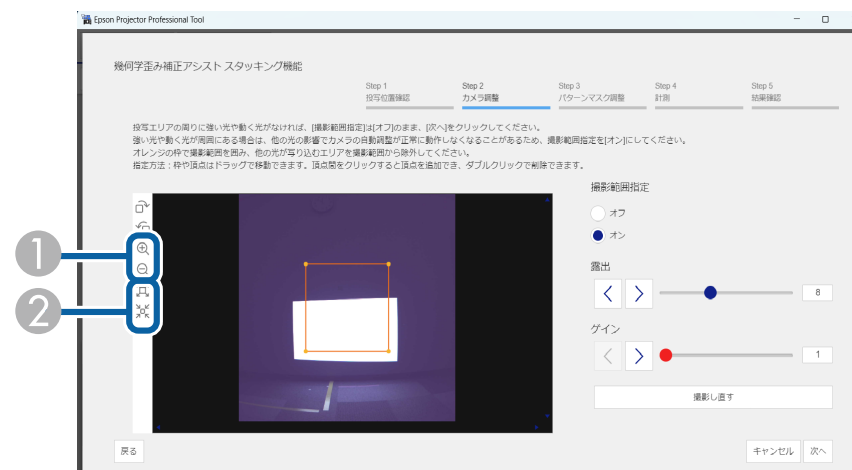 Epson Projector Professional Tool
幾何学歪み補正アシスト スタッキング機能
Step 1
投写位置確認
Step 2
カメラ調整
Step 3
パターンマスク調整
Step 4
計測
Step 5
結果確認
投写エリアの周りに強い光や動く光がなければ、[撮影範囲指定]は[オフ]のまま、[次へ]をクリックしてください。
強い光や動く光が周囲にある場合は、他の光の影響でカメラの自動調整が正常に動作しなくなることがあるため、撮影範囲指定を[オン]にしてください。
オレンジの枠で撮影範囲を囲み、他の光が写り込むエリアを撮影範囲から除外してください。
指定方法:枠や頂点はドラッグで移動できます。頂点間をクリックすると頂点を追加でき、ダブルクリックで削除できます。
撮影範囲指定
オフ
オン
露出
8
ゲイン
1
撮影し直す
1
2
戻る
キャンセル
次へ